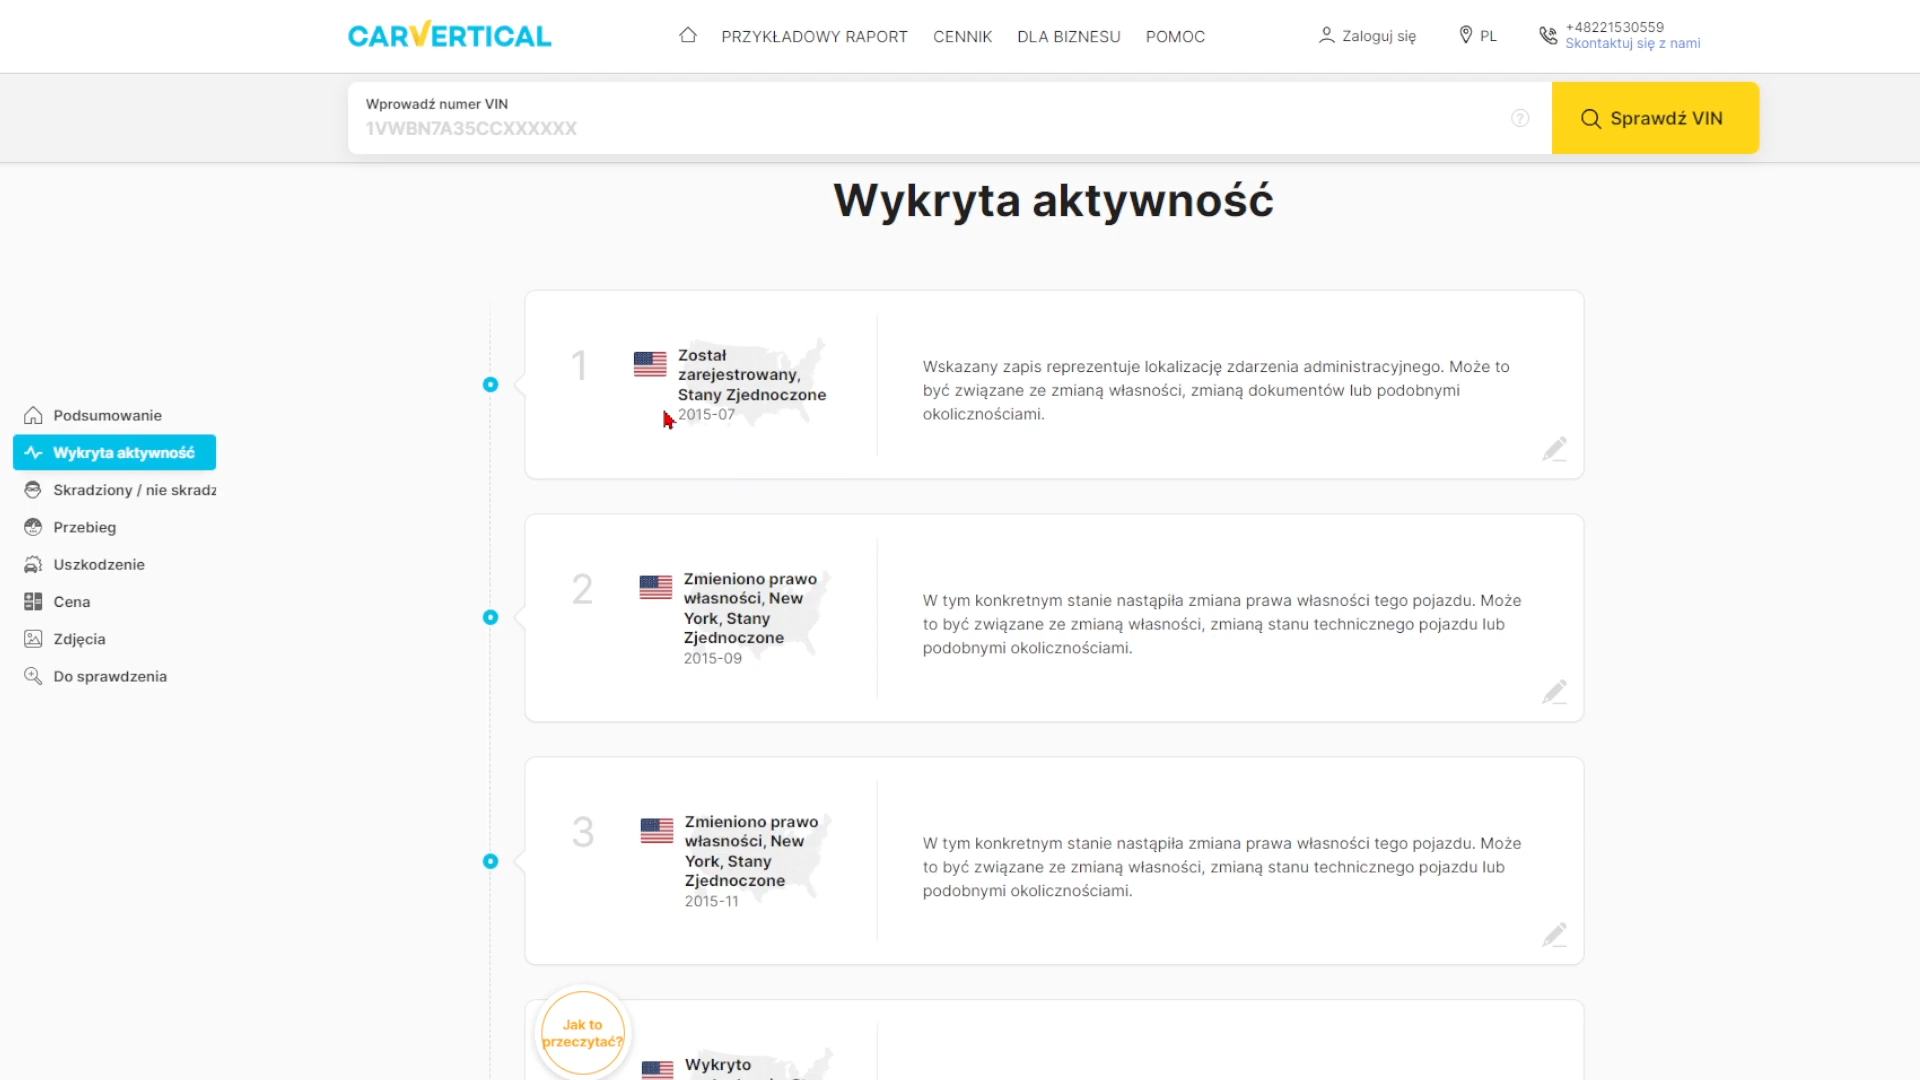 CARVERTICAL
PRZYKŁADOWY RAPORT
CENNIK
DLA BIZNESU
POMOC
Zaloguj się
PL
+48221530559
Skontaktuj się z nami
Wprowadź numer VIN
1VWBN7A35CCXXXXXX
Sprawdź VIN
Wykryta aktywność
Podsumowanie
Wykryta aktywność
Skradziony / nie skradz
Przebieg
Uszkodzenie
Cena
Zdjęcia
Do sprawdzenia
1
Został
zarejestrowany,
Stany Zjednoczone
2015-07
Wskazany zapis reprezentuje lokalizację zdarzenia administracyjnego. Może to
być związane ze zmianą własności, zmianą dokumentów lub podobnymi
okolicznościami.
2
Zmieniono prawo
własności, New
York, Stany
Zjednoczone
2015-09
W tym konkretnym stanie nastąpiła zmiana prawa własności tego pojazdu. Może
to być związane ze zmianą własności, zmianą stanu technicznego pojazdu lub
podobnymi okolicznościami.
3
Zmieniono prawo
własności, New
York, Stany
Zjednoczone
2015-11
W tym konkretnym stanie nastąpiła zmiana prawa własności tego pojazdu. Może
to być związane ze zmianą własności, zmianą stanu technicznego pojazdu lub
podobnymi okolicznościami.
Jak to
przeczytać?
Wykryto